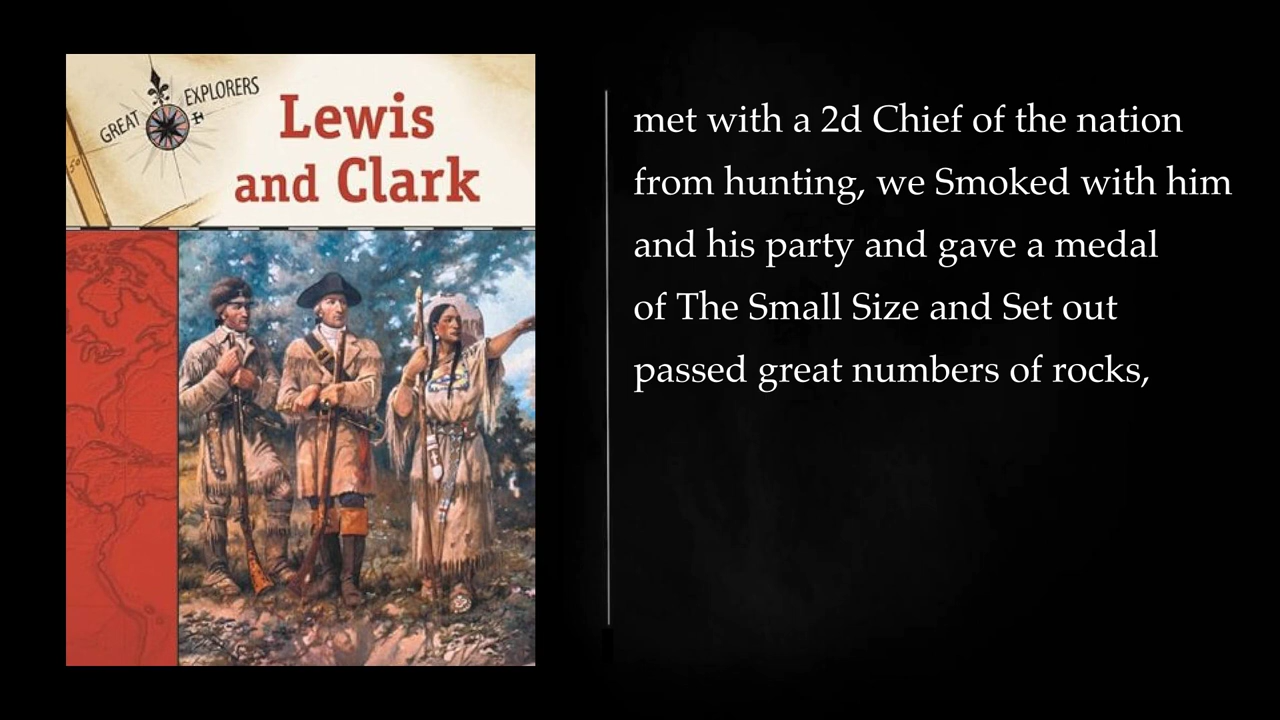 GREAT EXPLORERS
Lewis
and Clark
met with a 2d Chief of the nation
from hunting, we Smoked with him
and his party and gave a medal
of The Small Size and Set out
passed great numbers of rocks,